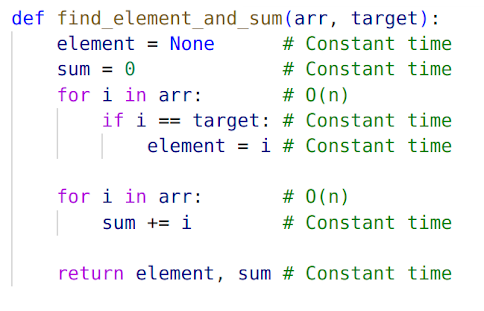 def find_element_and_sum(arr, target):
    element = None      # Constant time
    sum = 0             # Constant time
    for i in arr:       # O(n)
        if i == target: # Constant time
            element = i # Constant time

    for i in arr:       # O(n)
        sum += i        # Constant time

    return element, sum # Constant time